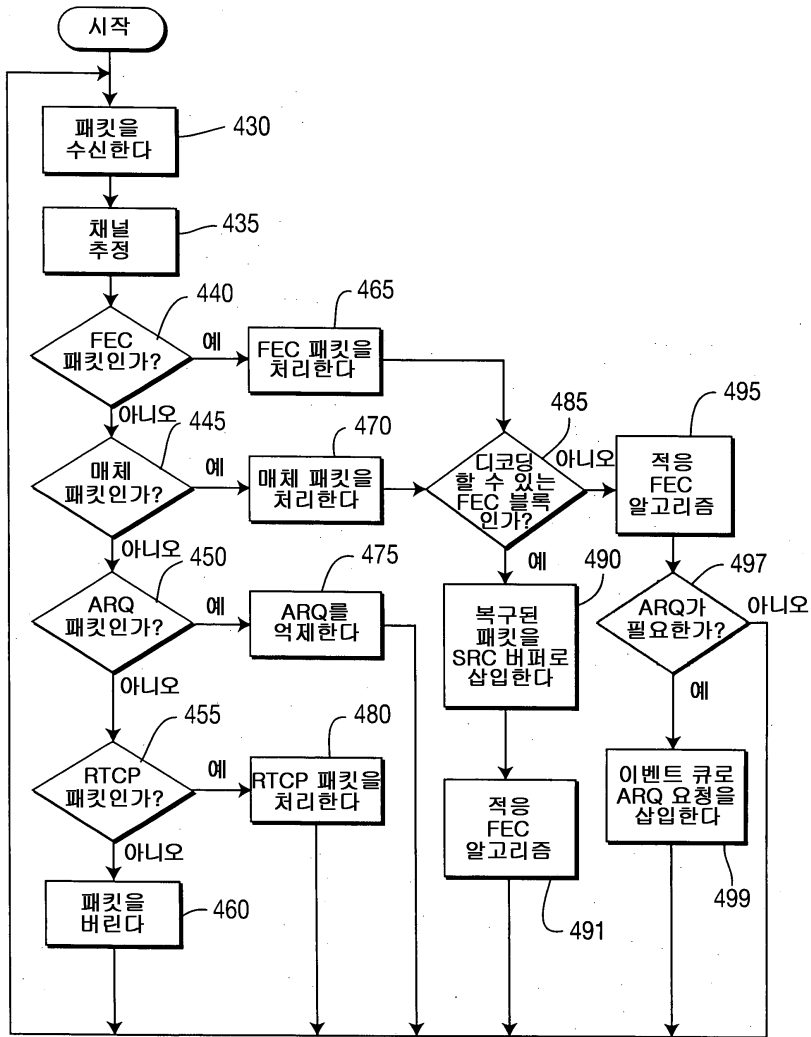 시작
패킷을
수신한다
430
채널
추정
435
440
FEC
패킷인가?
예
465
FEC 패킷을
처리한다
아니오
445
매체
패킷인가?
예
470
매체 패킷을
처리한다
485
디코딩
할 수 있는
FEC 블록
인가?
아니오
495
적응
FEC
알고리즘
아니오
450
ARQ
패킷인가?
예
475
ARQ를
억제한다
예
490
복구된
패킷을
SRC 버퍼로
삽입한다
497
ARQ가
필요한가?
아니오
예
아니오
455
RTCP
패킷인가?
예
480
RTCP 패킷을
처리한다
적응
FEC
알고리즘
491
이벤트 큐로
ARQ 요청을
삽입한다
499
아니오
패킷을
버린다
460